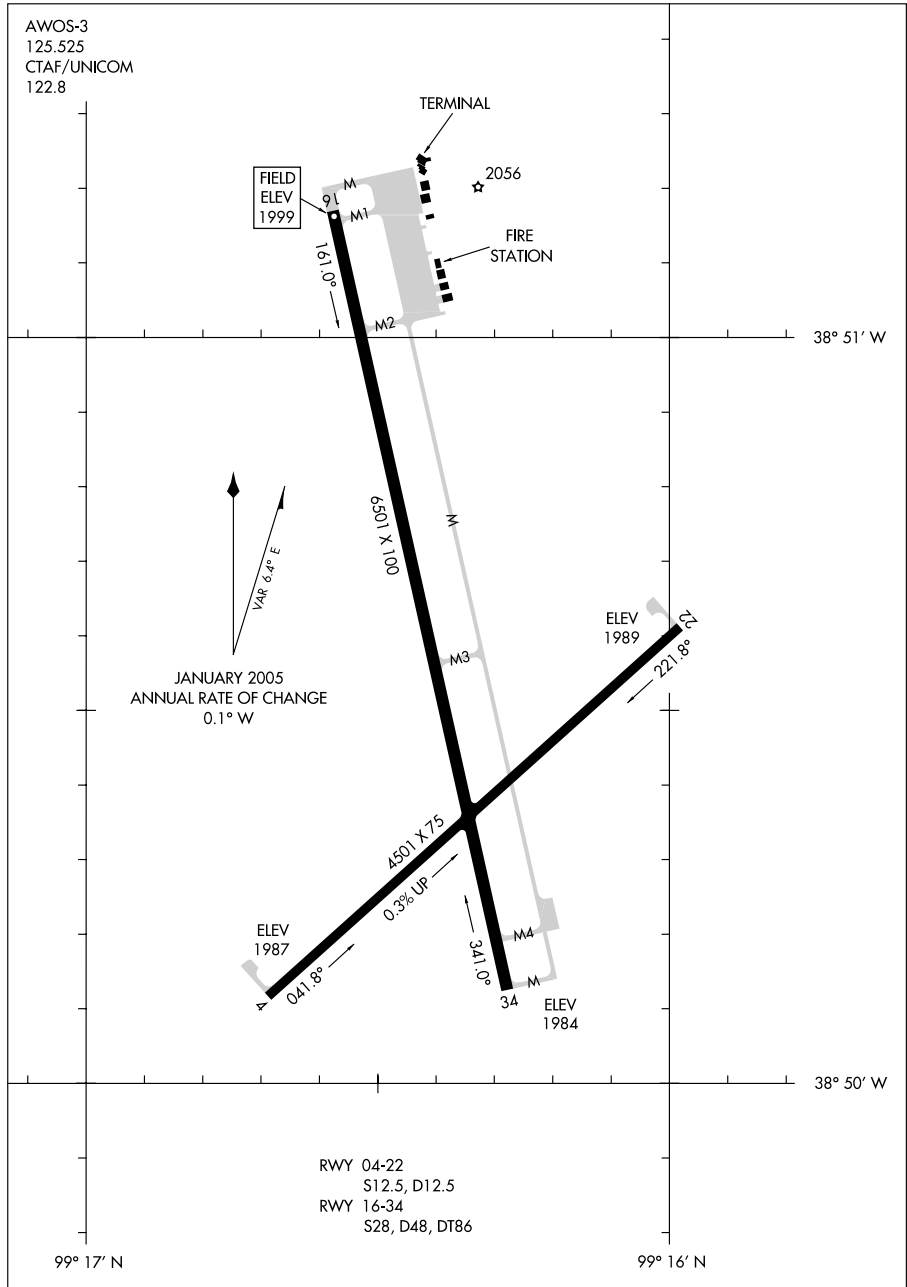 AWOS-3
125.525
CTAF/UNICOM
122.8
TERMINAL
2056
FIELD
ELEV
1999
M
16
M1
FIRE
STATION
161.0°
M2
38° 51' W
6501 X 100
M
VAR 6.4° E
JANUARY 2005
ANNUAL RATE OF CHANGE
0.1° W
ELEV
1989
22
221.8°
M3
4501 X 75
0.3% UP
ELEV
1987
041.8°
4
341.0°
M4
M
34
ELEV
1984
38° 50' W
RWY 04-22
S12.5, D12.5
RWY 16-34
S28, D48, DT86
99° 17' N
99° 16' N